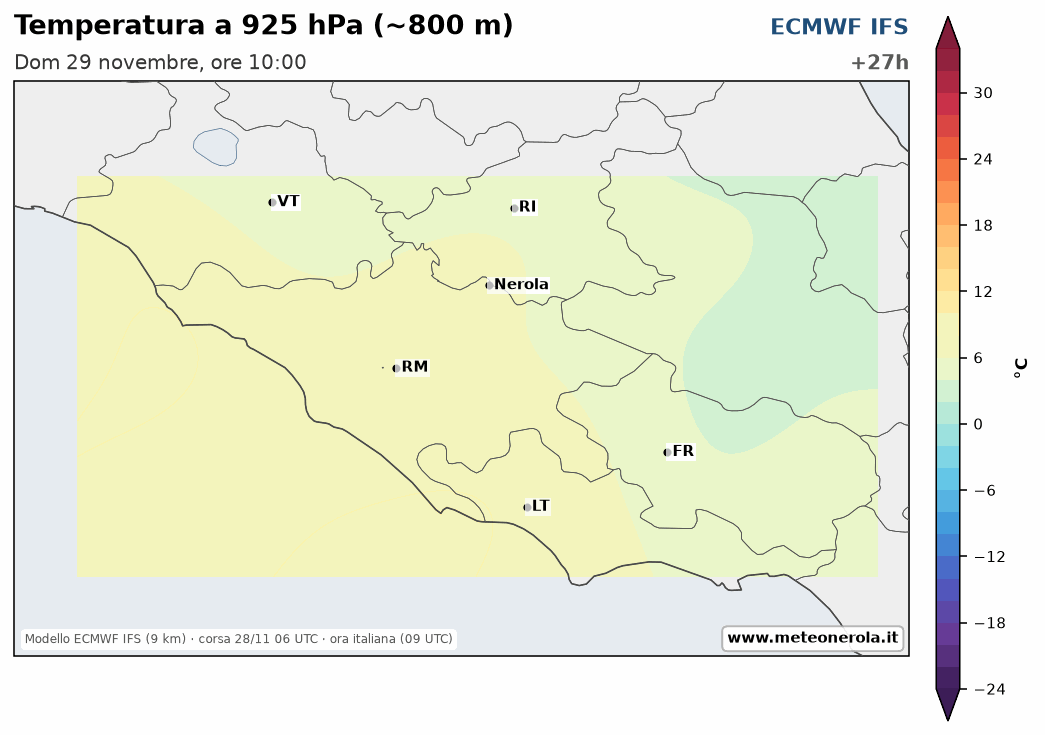 Temperatura a 925 hPa (~800 m)
ECMWF IFS
Dom 29 novembre, ore 10:00
+27h
VT
RI
Nerola
RM
FR
LT
30
24
18
12
6
0
−6
−12
−18
−24
°C
Modello ECMWF IFS (9 km) · corsa 28/11 06 UTC · ora italiana (09 UTC)
www.meteonerola.it